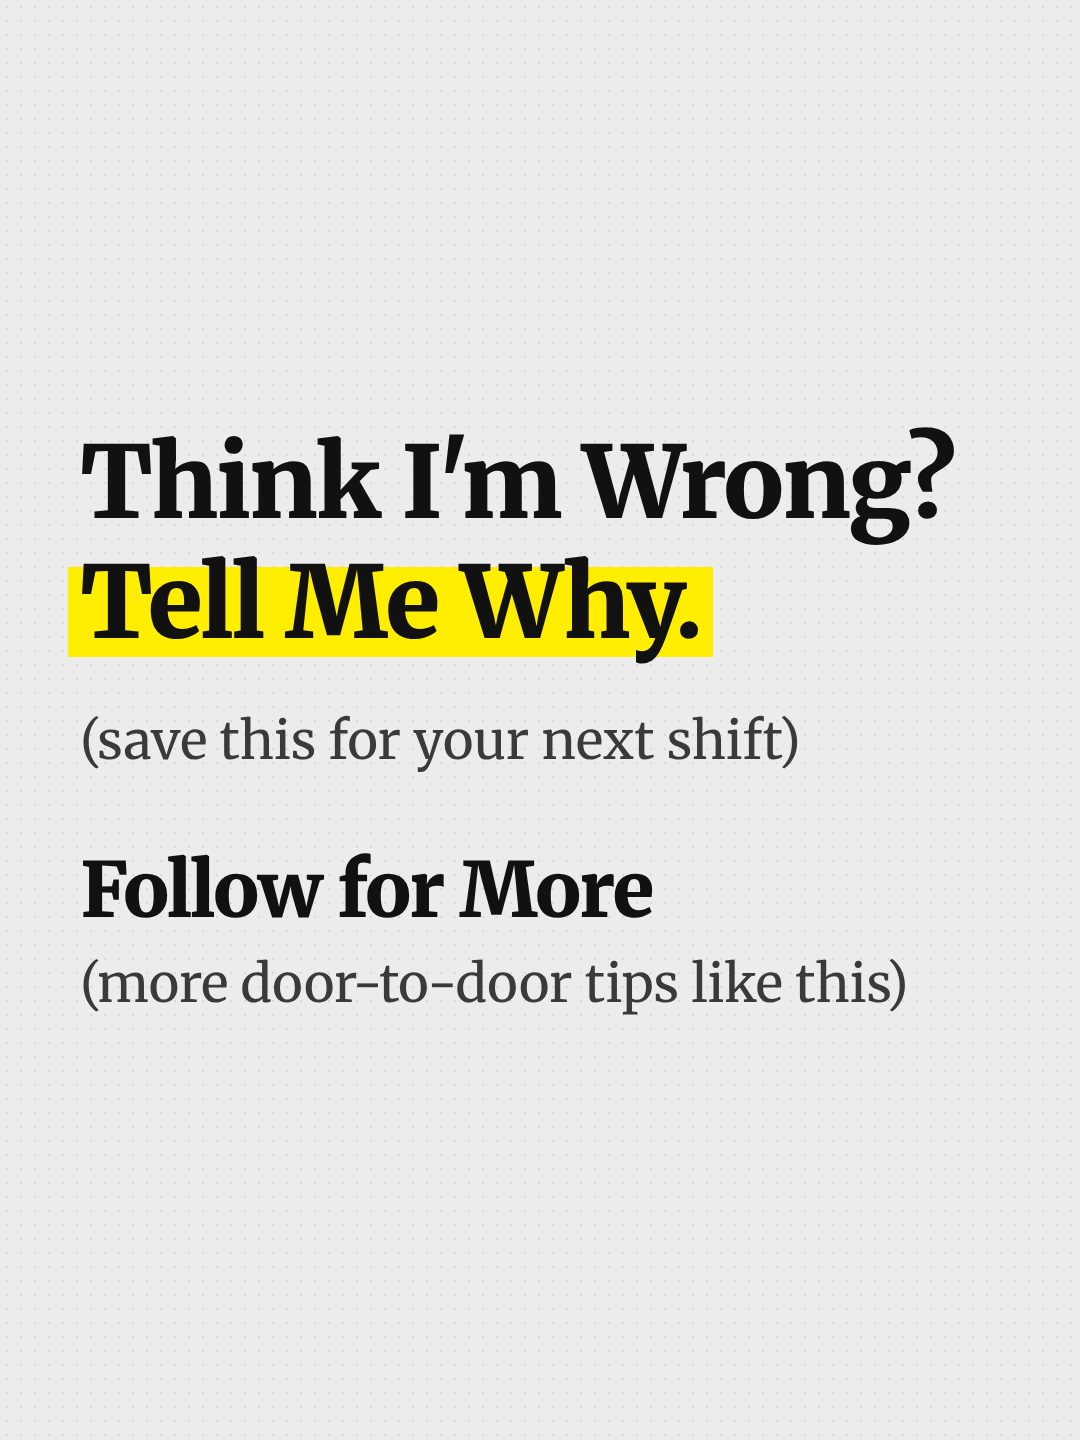 Think I'm Wrong?
Tell Me Why.
(save this for your next shift)
Follow for More
(more door-to-door tips like this)